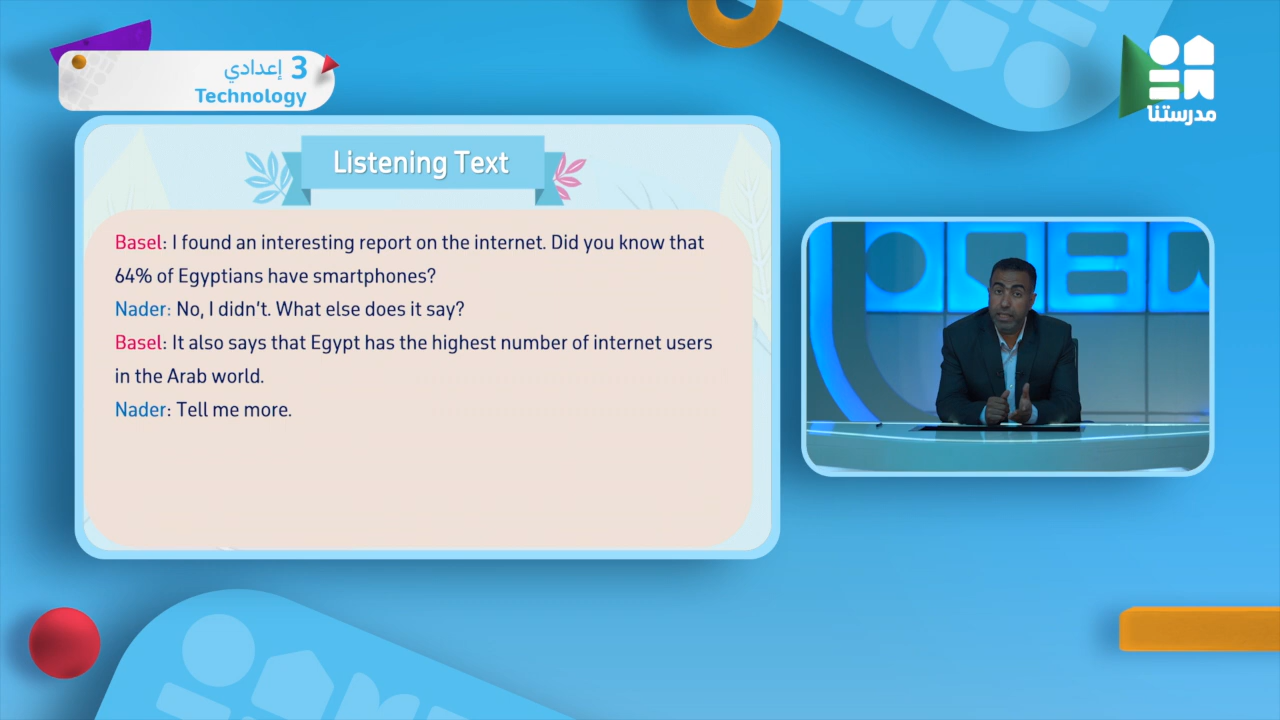 3 إعدادي
Technology
مدرستنا
Listening Text
Basel: I found an interesting report on the internet. Did you know that
64% of Egyptians have smartphones?
Nader: No, I didn't. What else does it say?
Basel: It also says that Egypt has the highest number of internet users
in the Arab world.
Nader: Tell me more.